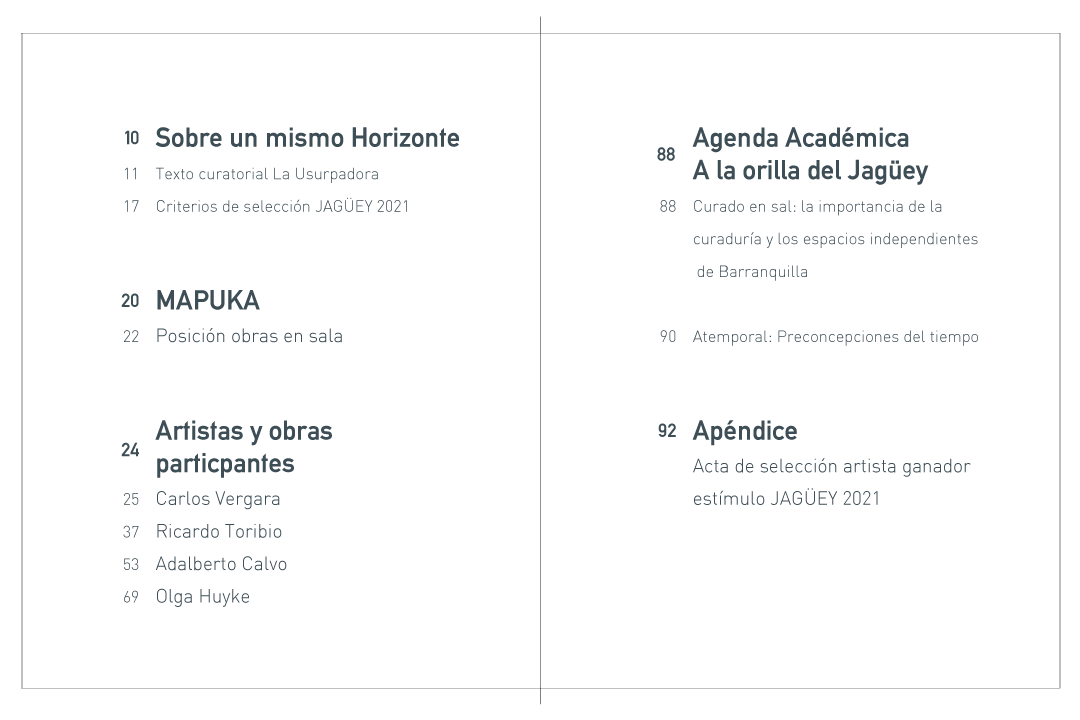 10 Sobre un mismo Horizonte
11 Texto curatorial La Usurpadora
17 Criterios de selección JAGÜEY 2021
20 MAPUKA
22 Posición obras en sala
24 Artistas y obras
particpantes
25 Carlos Vergara
37 Ricardo Toribio
53 Adalberto Calvo
69 Olga Huyke
88 Agenda Académica
A la orilla del Jagüey
88 Curado en sal: la importancia de la
curaduría y los espacios independientes
de Barranquilla
90 Atemporal: Preconcepciones del tiempo
92 Apéndice
Acta de selección artista ganador
estímulo JAGÜEY 2021